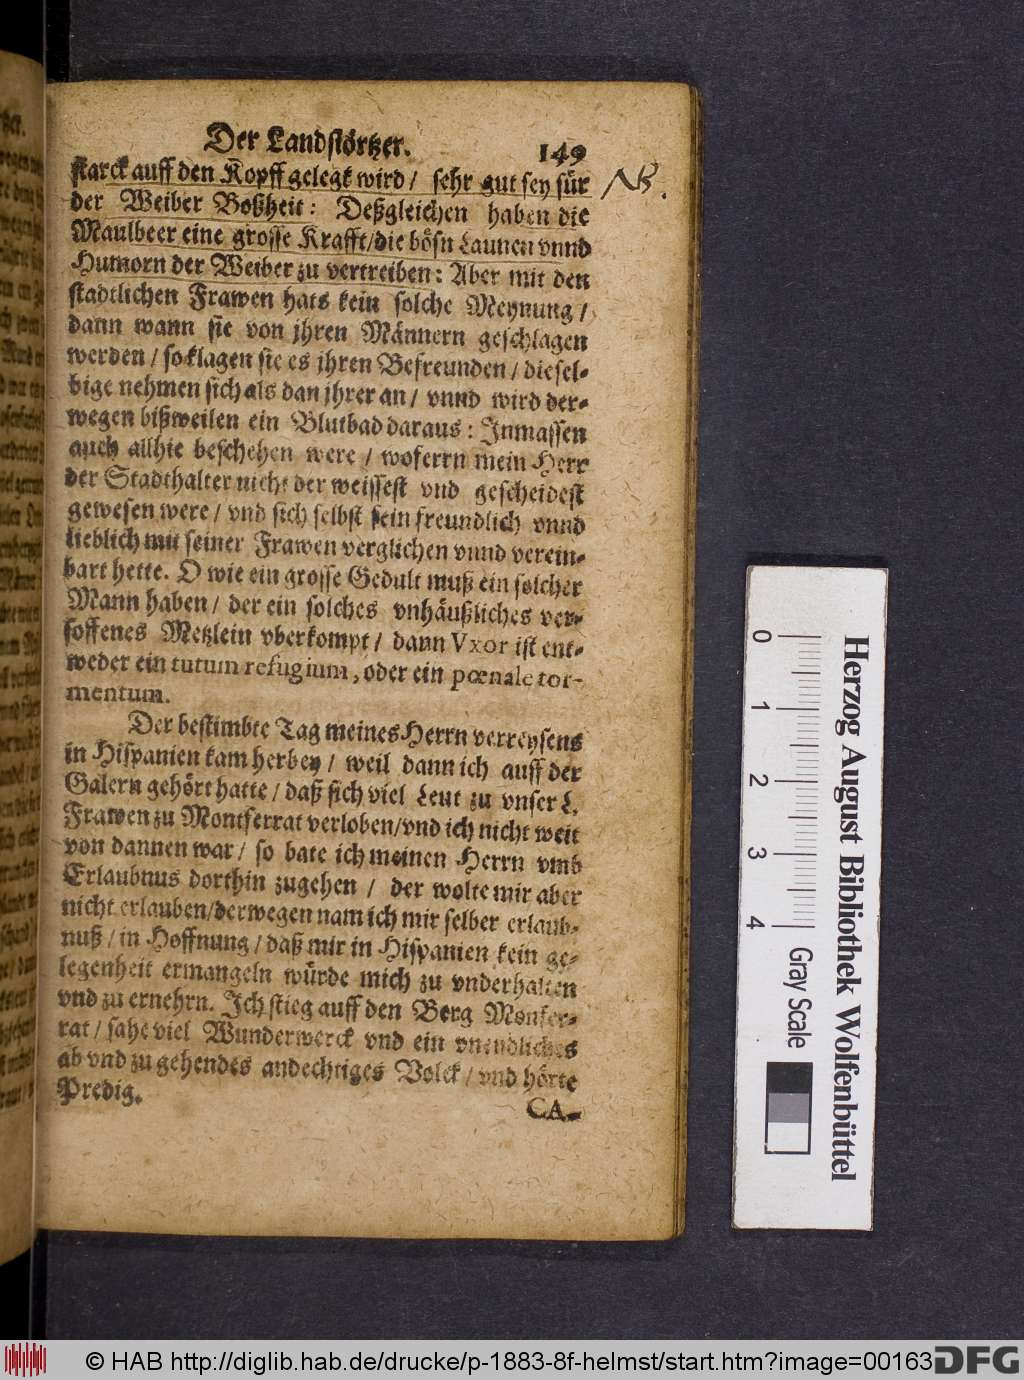 Der Landstörtzer. 149
starck auff den Kopff gelegt wird / sehr gut sey für NB.
der Weiber Boßheit: Deßgleichen haben die
Maulbeer eine grosse Krafft / die bösn Launen vnnd
Humorn der Weiber zu vertreiben: Aber mit den
stadtlichen Frawen hats kein solche Meynung /
dann wann sie von jhren Männern geschlagen
werden / so klagen sie es jhren Befreunden / diesel-
bige nehmen sich als dan jhrer an / vnnd wird der-
wegen bißweilen ein Blutbad daraus: Inmassen
auch allhie beschehen were / woferrn mein Herr
der Stadthalter nicht der weissest vnd gescheidest
gewesen were / vnd sich selbst fein freundlich vnnd
lieblich mit seiner Frawen verglichen vnnd verein-
bart hette. O wie ein grosse Gedult muß ein solcher
Mann haben / der ein solches vnhäußliches ver-
soffenes Metzlein vberkompt / dann Vxor ist ent-
weder ein tutum refugium, oder ein pœnale tor-
mentum.
Der bestimbte Tag meines Herrn verreysens
in Hispanien kam herbey / weil dann ich auff der
Galern gehört hatte / daß sich viel Leut zu vnser L.
Frawen zu Montferrat verloben / vnd ich nicht weit
von dannen war / so bate ich meinen Herrn vmb
Erlaubnus dorthin zugehen / der wolte mir aber
nicht erlauben / derwegen nam ich mir selber erlaub-
nuß / in Hoffnung / daß mir in Hispanien kein ge-
legenheit ermangeln würde mich zu vnderhalten
vnd zu ernehrn. Ich stieg auff den Berg Monser-
rat / sahe viel Wunderwerck vnd ein vnendliches
ab vnd zu gehendes andechtiges Volck / vnd hörte
Predig.
CA-
0 1 2 3 4
Gray Scale
Herzog August Bibliothek Wolfenbüttel
© HAB http://diglib.hab.de/drucke/p-1883-8f-helmst/start.htm?image=00163
DFG